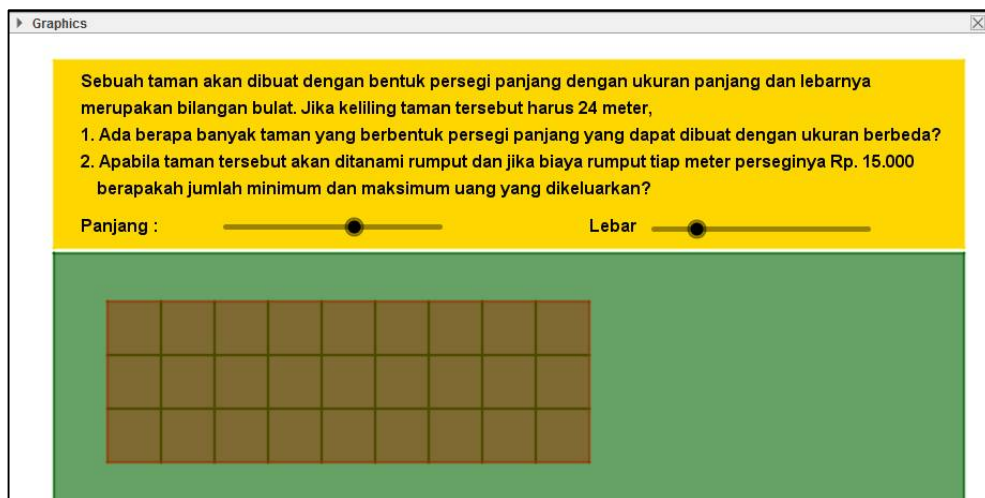 Graphics
Sebuah taman akan dibuat dengan bentuk persegi panjang dengan ukuran panjang dan lebarnya
merupakan bilangan bulat. Jika keliling taman tersebut harus 24 meter,
1. Ada berapa banyak taman yang berbentuk persegi panjang yang dapat dibuat dengan ukuran berbeda?
2. Apabila taman tersebut akan ditanami rumput dan jika biaya rumput tiap meter perseginya Rp. 15.000
berapakah jumlah minimum dan maksimum uang yang dikeluarkan?
Panjang : Lebar